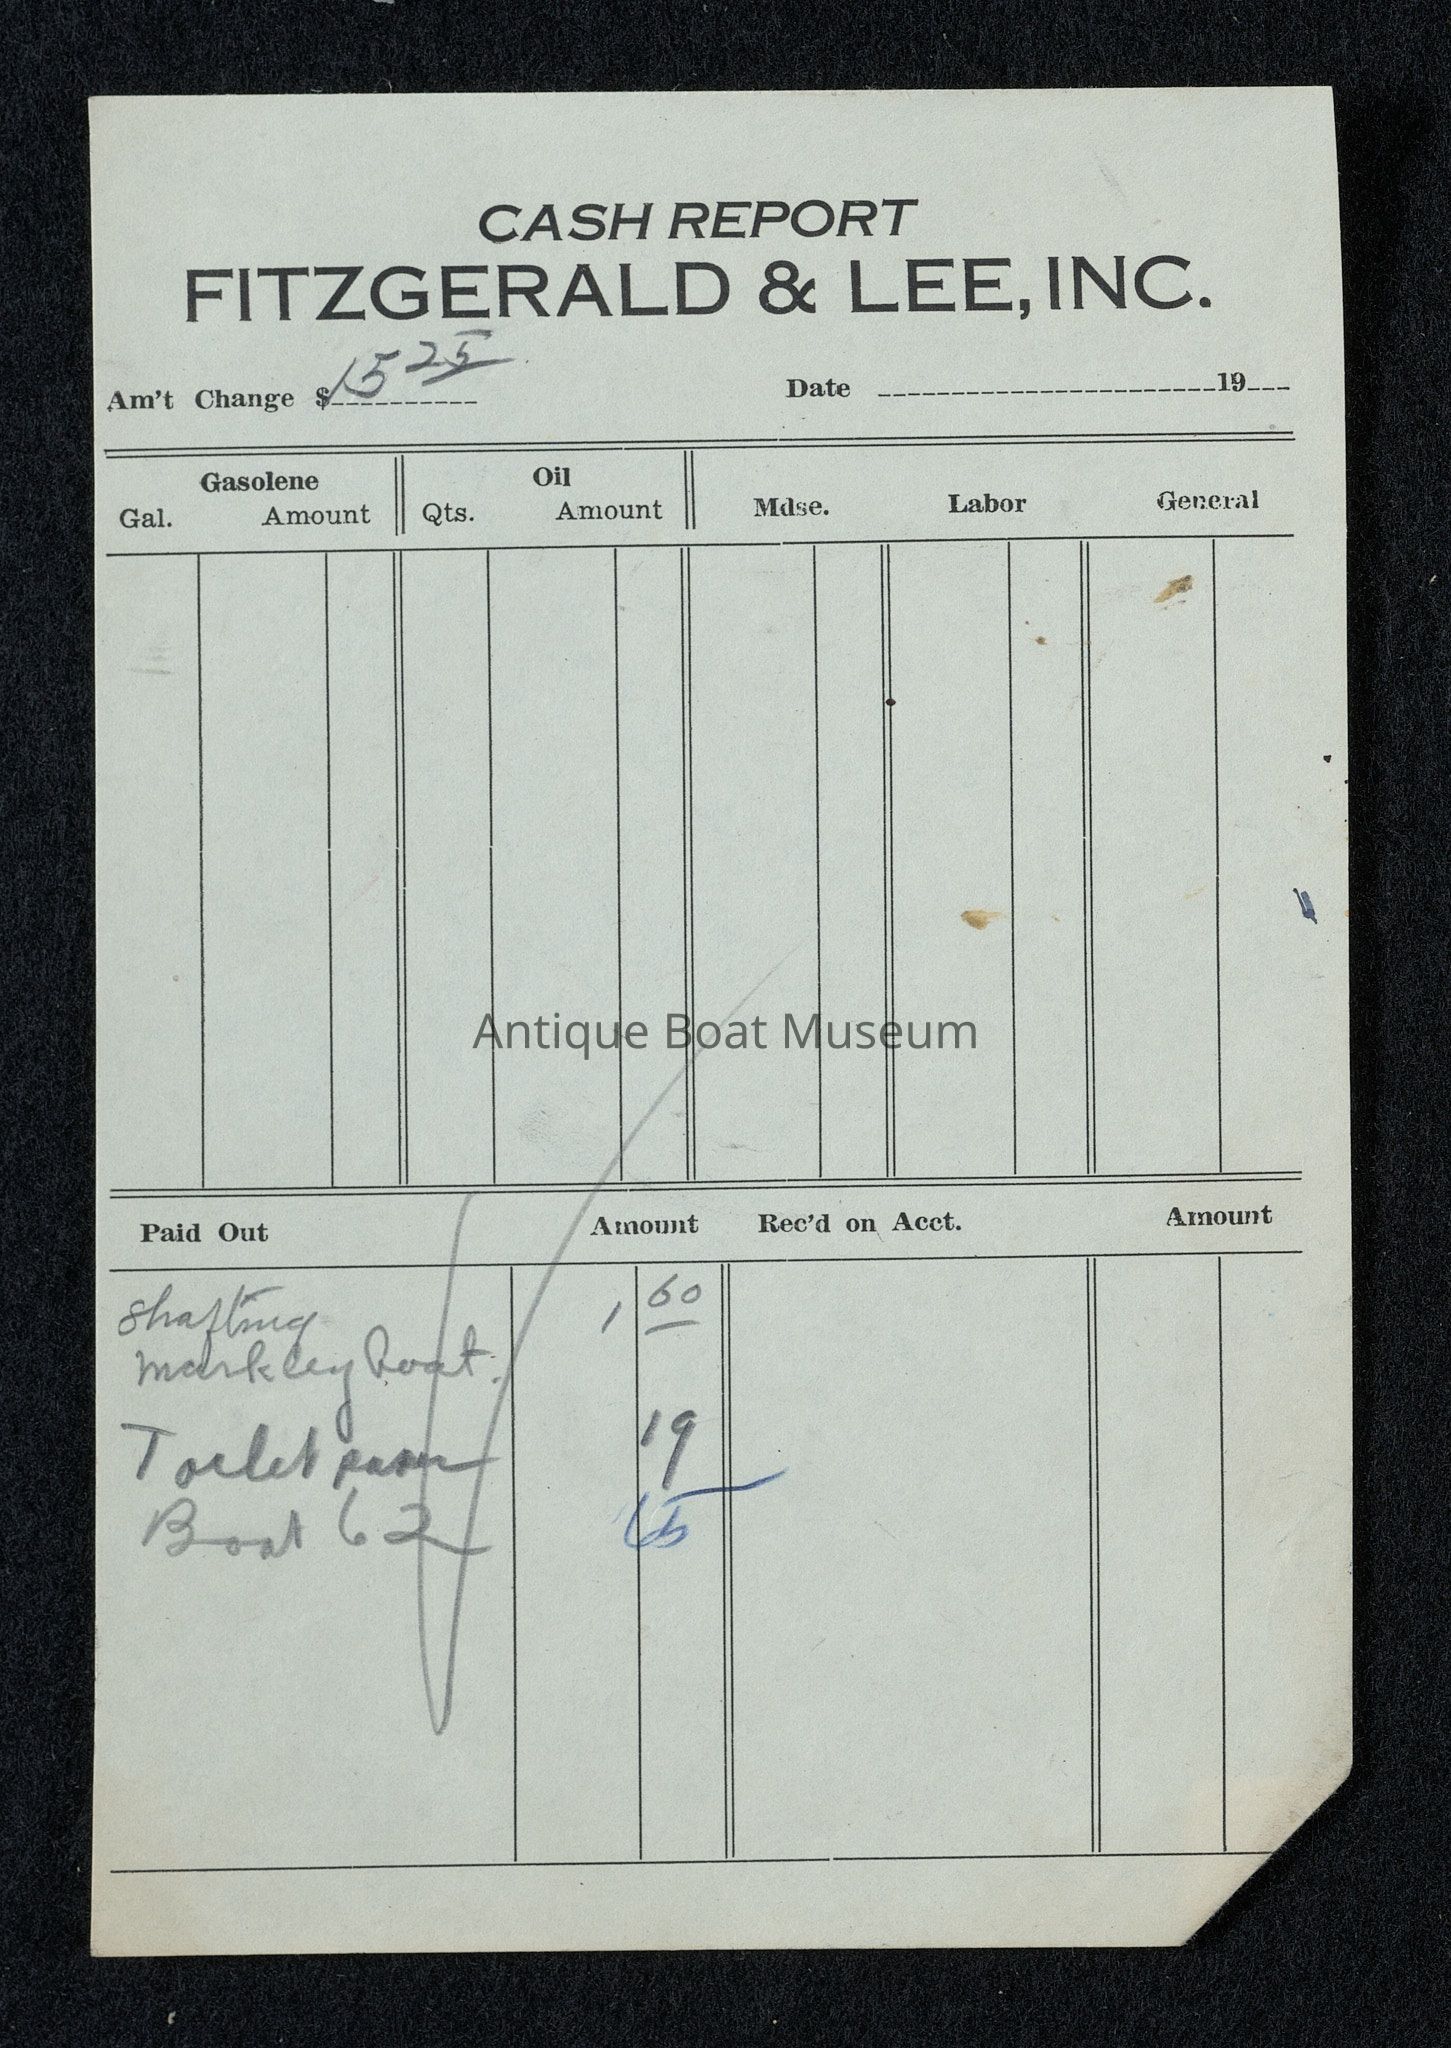 CASH REPORT
FITZGERALD & LEE, INC.
Am't Change $ 15 25
Date 19
Gasolene Oil
Gal. Amount Qts. Amount Mdse. Labor General
Antique Boat Museum
Paid Out Amount Rec'd on Acct. Amount
Shafting 1 60
Markley boat.
Toilet paper 19
Boat 62 65